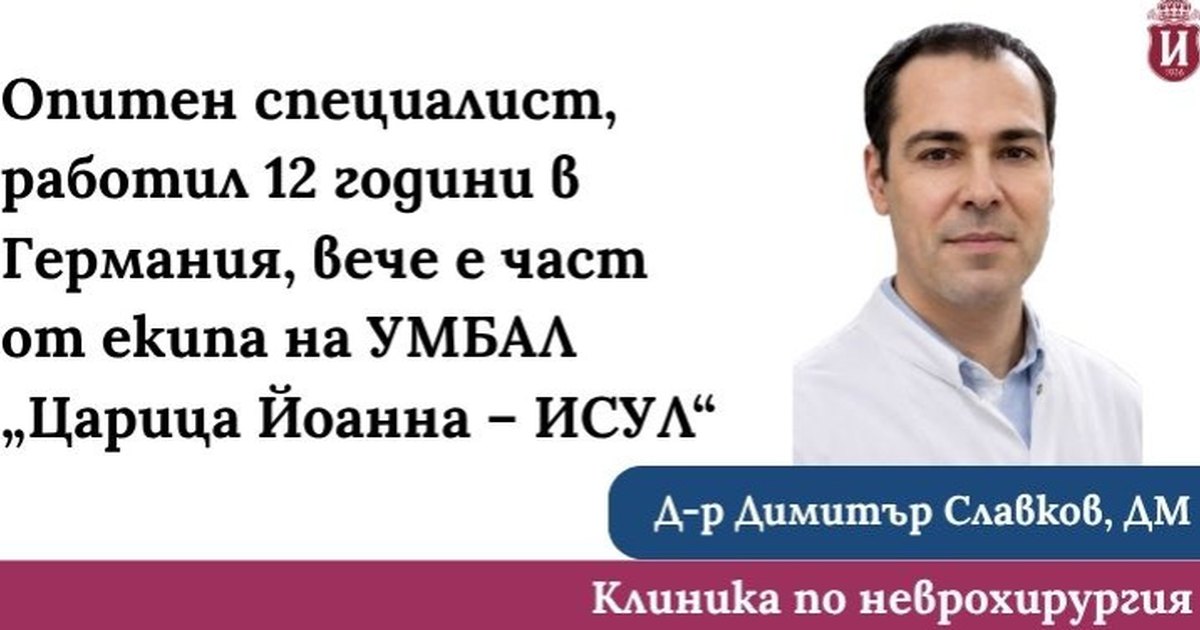 Опитен специалист,
работил 12 години в
Германия, вече е част
от екипа на УМБАЛ
„Царица Йоанна – ИСУЛ“
И
Д-р Димитър Славков, ДМ
Клиника по неврохирургия